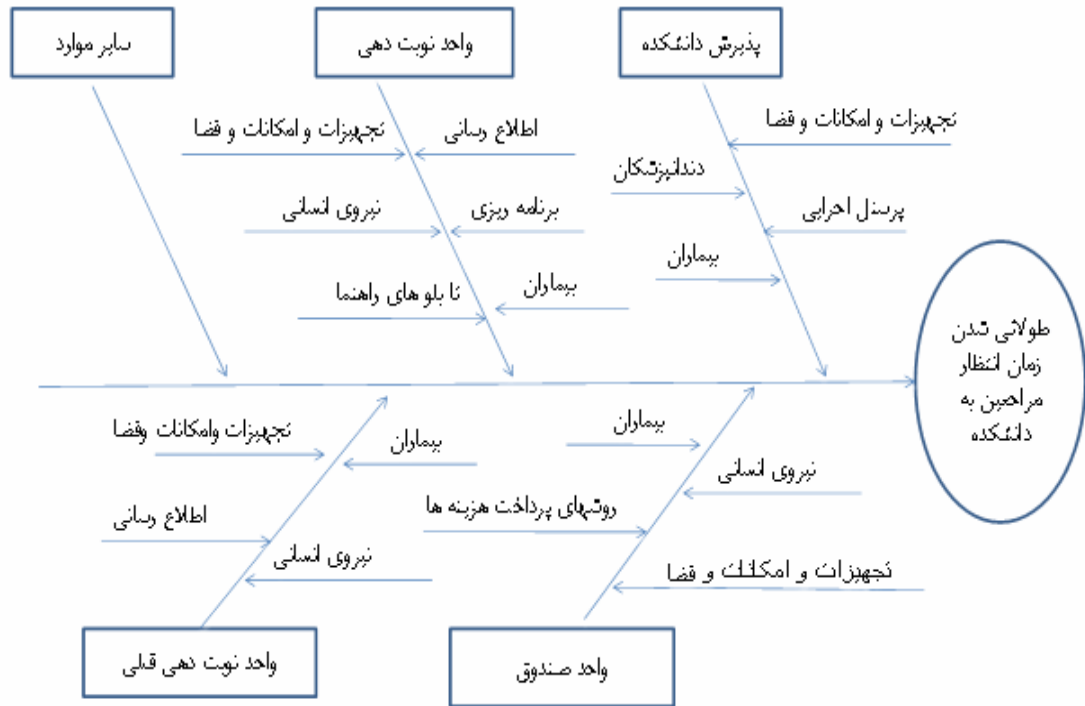 پذیرش دانشکده
واحد نوبت دهی
سایر موارد
تجهیزات و امکانات و فضا
دندانپزشکان
پرسنل اجرایی
بیماران
اطلاع رسانی
تجهیزات و امکانات و فضا
برنامه ریزی
نیروی انسانی
بیماران
تا بلو های راهنما
طولانی شدن
زمان انتظار
مراجعین به
دانشکده
بیماران
نیروی انسانی
روشهای پرداخت هزینه ها
تجهیزات و امکانات و فضا
واحد صندوق
تجهیزات وامکانات وفضا
بیماران
اطلاع رسانی
نیروی انسانی
واحد نوبت دهی قبلی